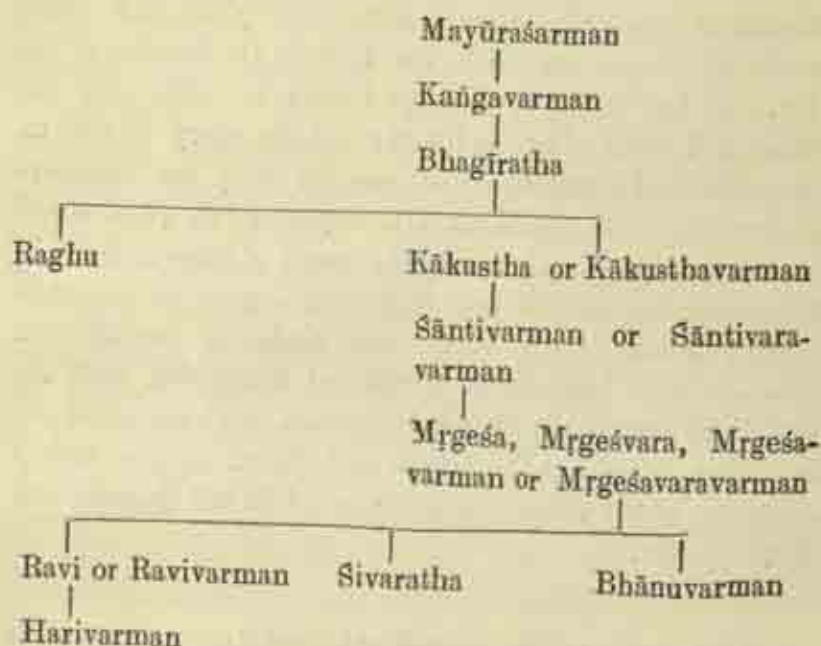 Mayūraśarman
Kaṅgavarman
Bhagīratha
Raghu Kākustha or Kākusthavarman
Śāntivarman or Śāntivara-
varman
Mṛgeśa, Mṛgeśvara, Mṛgeśa-
varman or Mṛgeśavaravarman
Ravi or Ravivarman Śivaratha Bhānuvarman
Harivarman